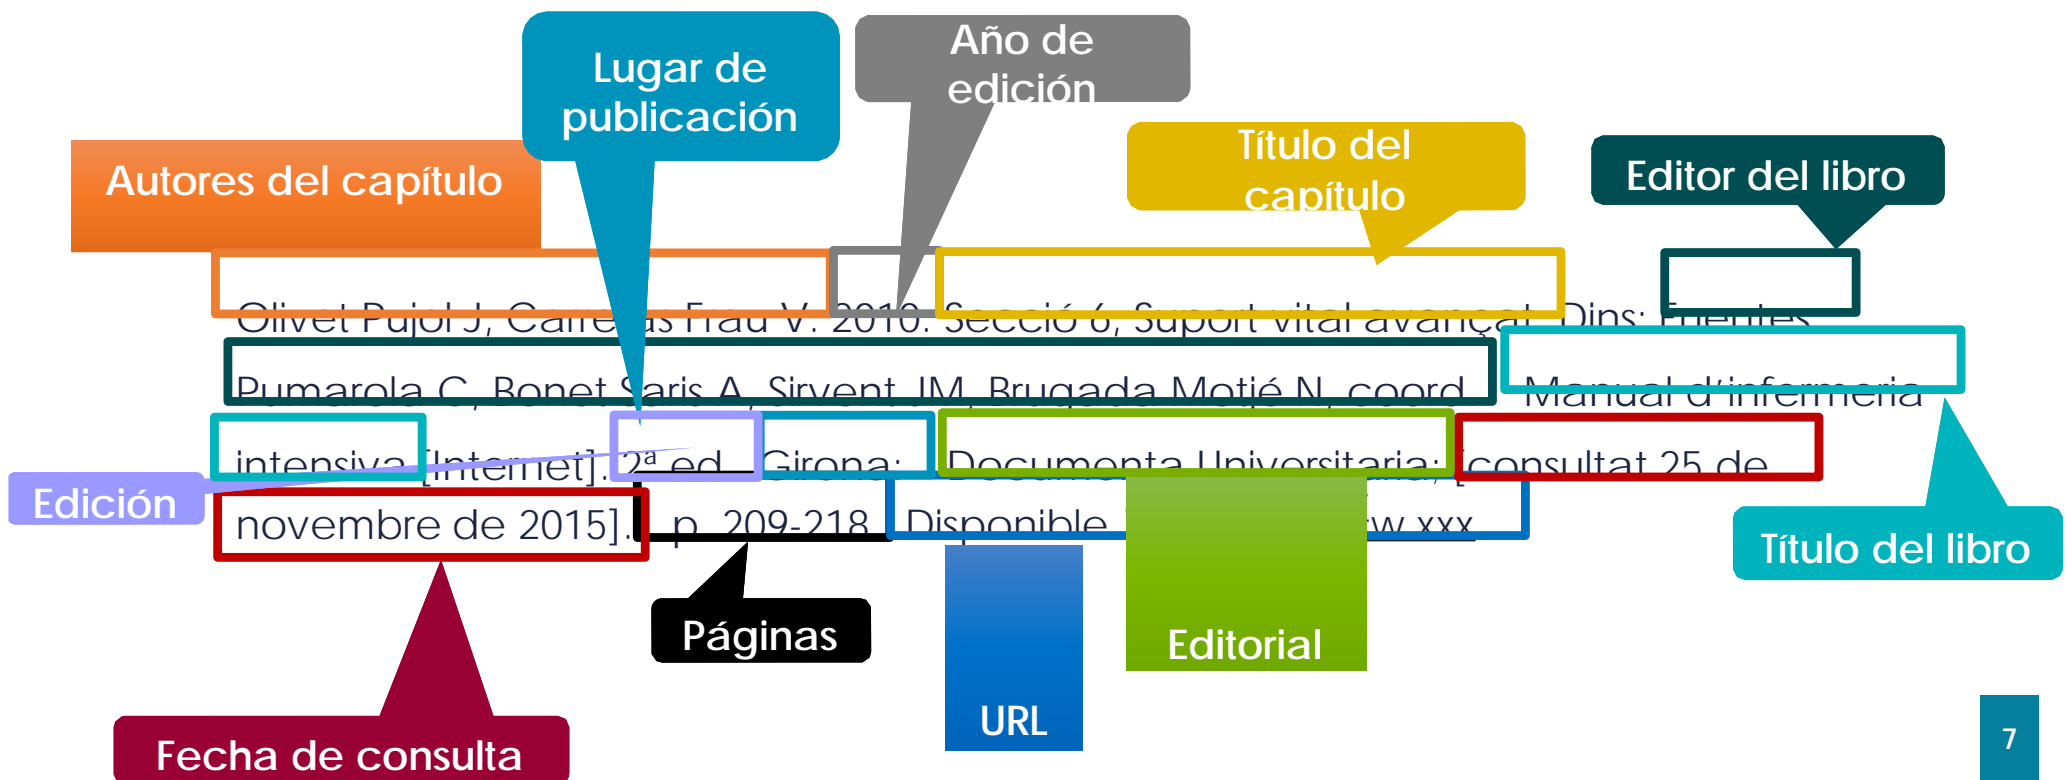 Lugar de
publicación
Año de
edición
Autores del capítulo
Título del
capítulo
Editor del libro
Olivet Pujol J, Carreras Frau V. 2010. Secció 6, Suport vital avançat. Dins: Fuentes
Pumarola C, Bonet Saris A, Sirvent JM, Brugada Motjé N, coord. Manual d'infermeria
intensiva [Internet]. 2ª ed. Girona: Documenta Universitaria; [consultat 25 de
novembre de 2015]. p. 209-218. Disponible w.xxx
Edición
Título del libro
Páginas
Editorial
URL
Fecha de consulta
7